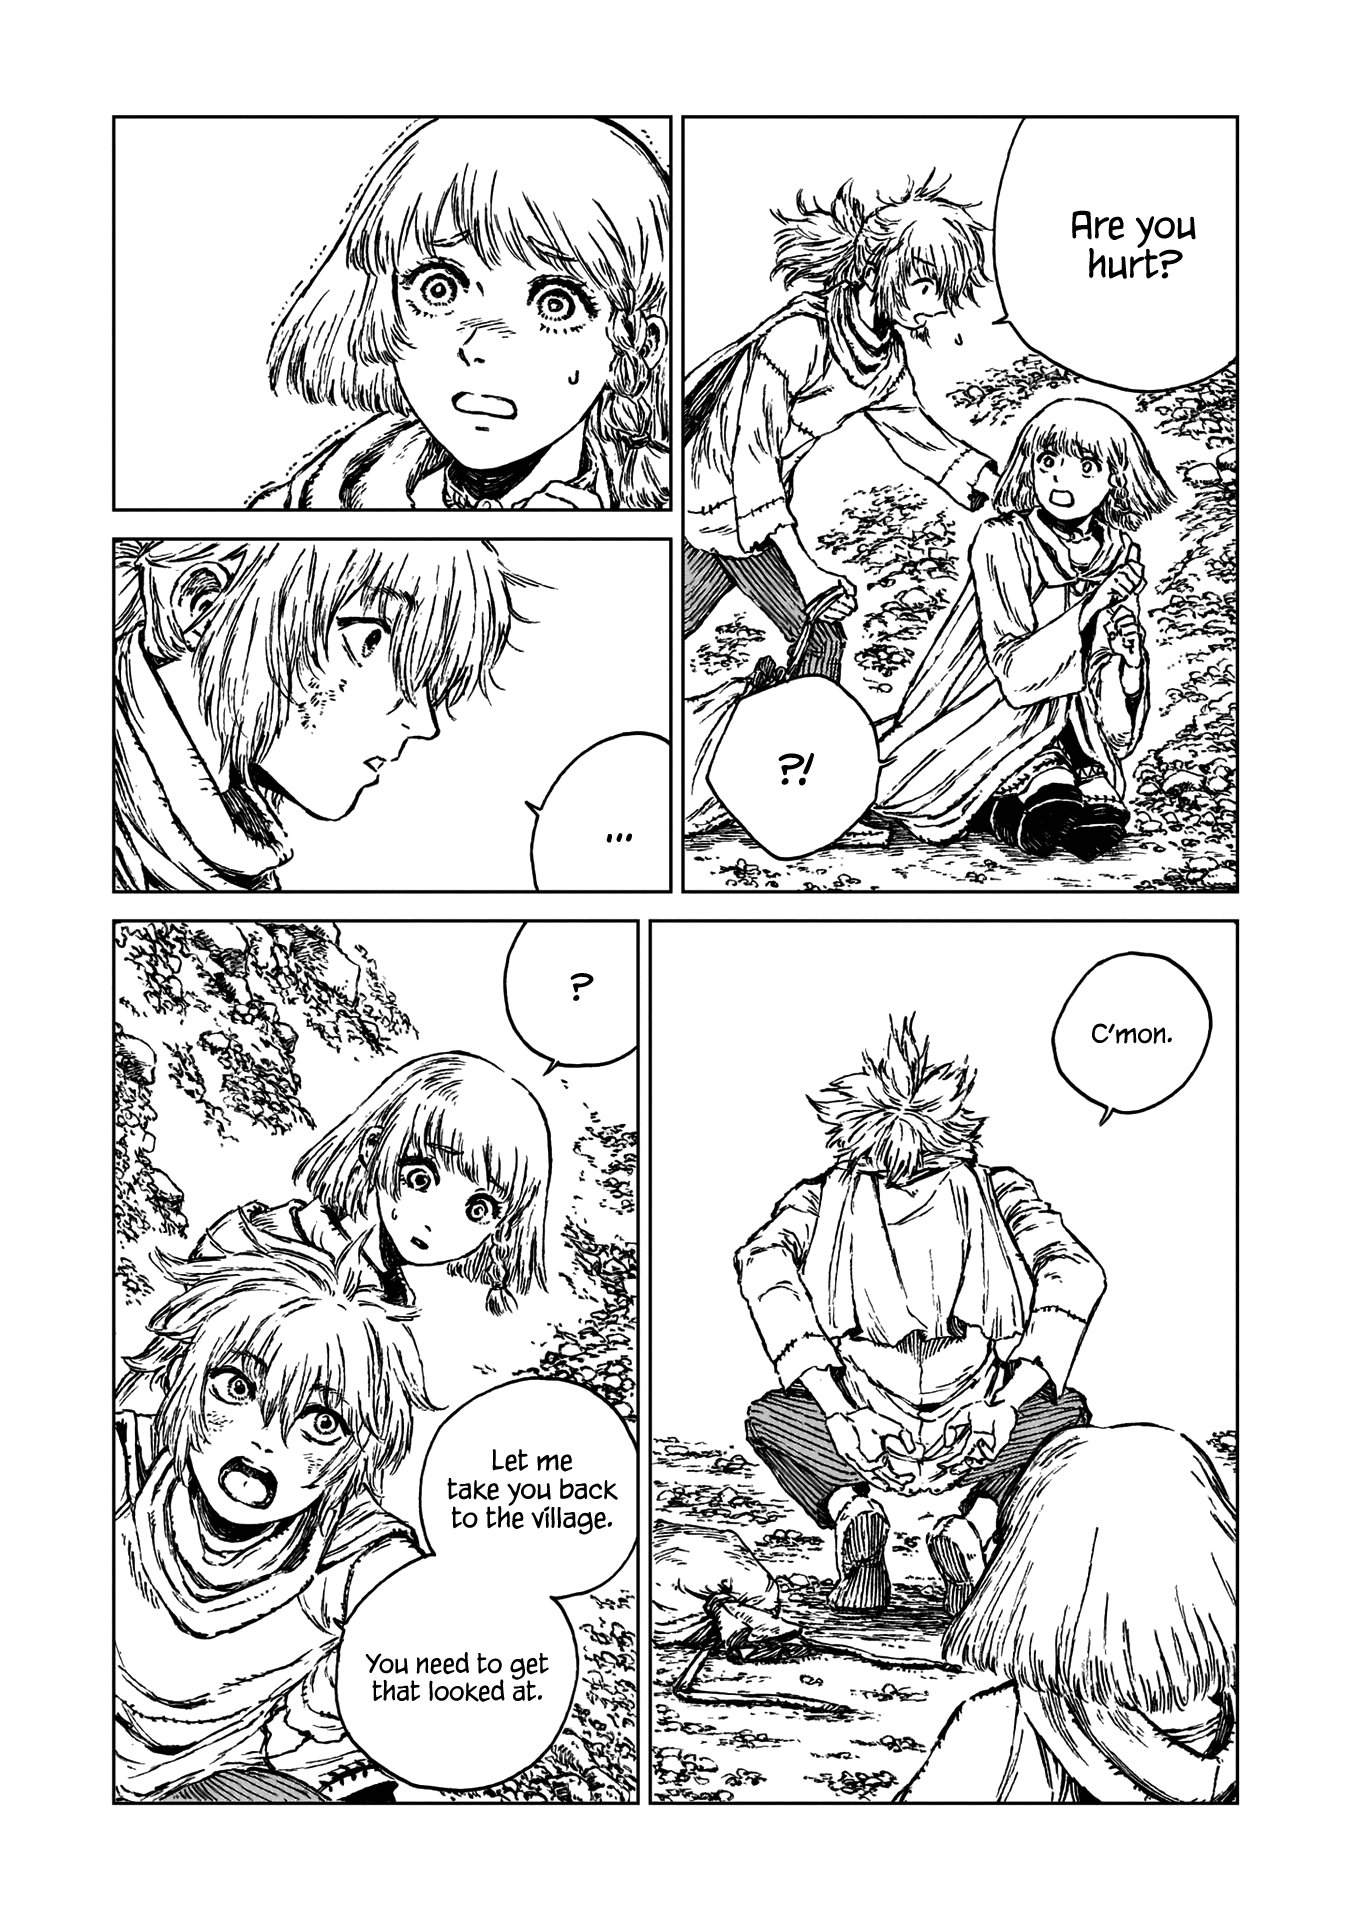 Are you
hurt?
?!
...
C'mon.
?
Let me
take you back
to the village.
You need to get
that looked at.